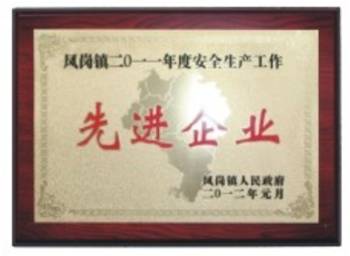 凤岗镇二〇一一年度安全生产工作
先进企业
凤岗镇人民政府
二〇一二年元月